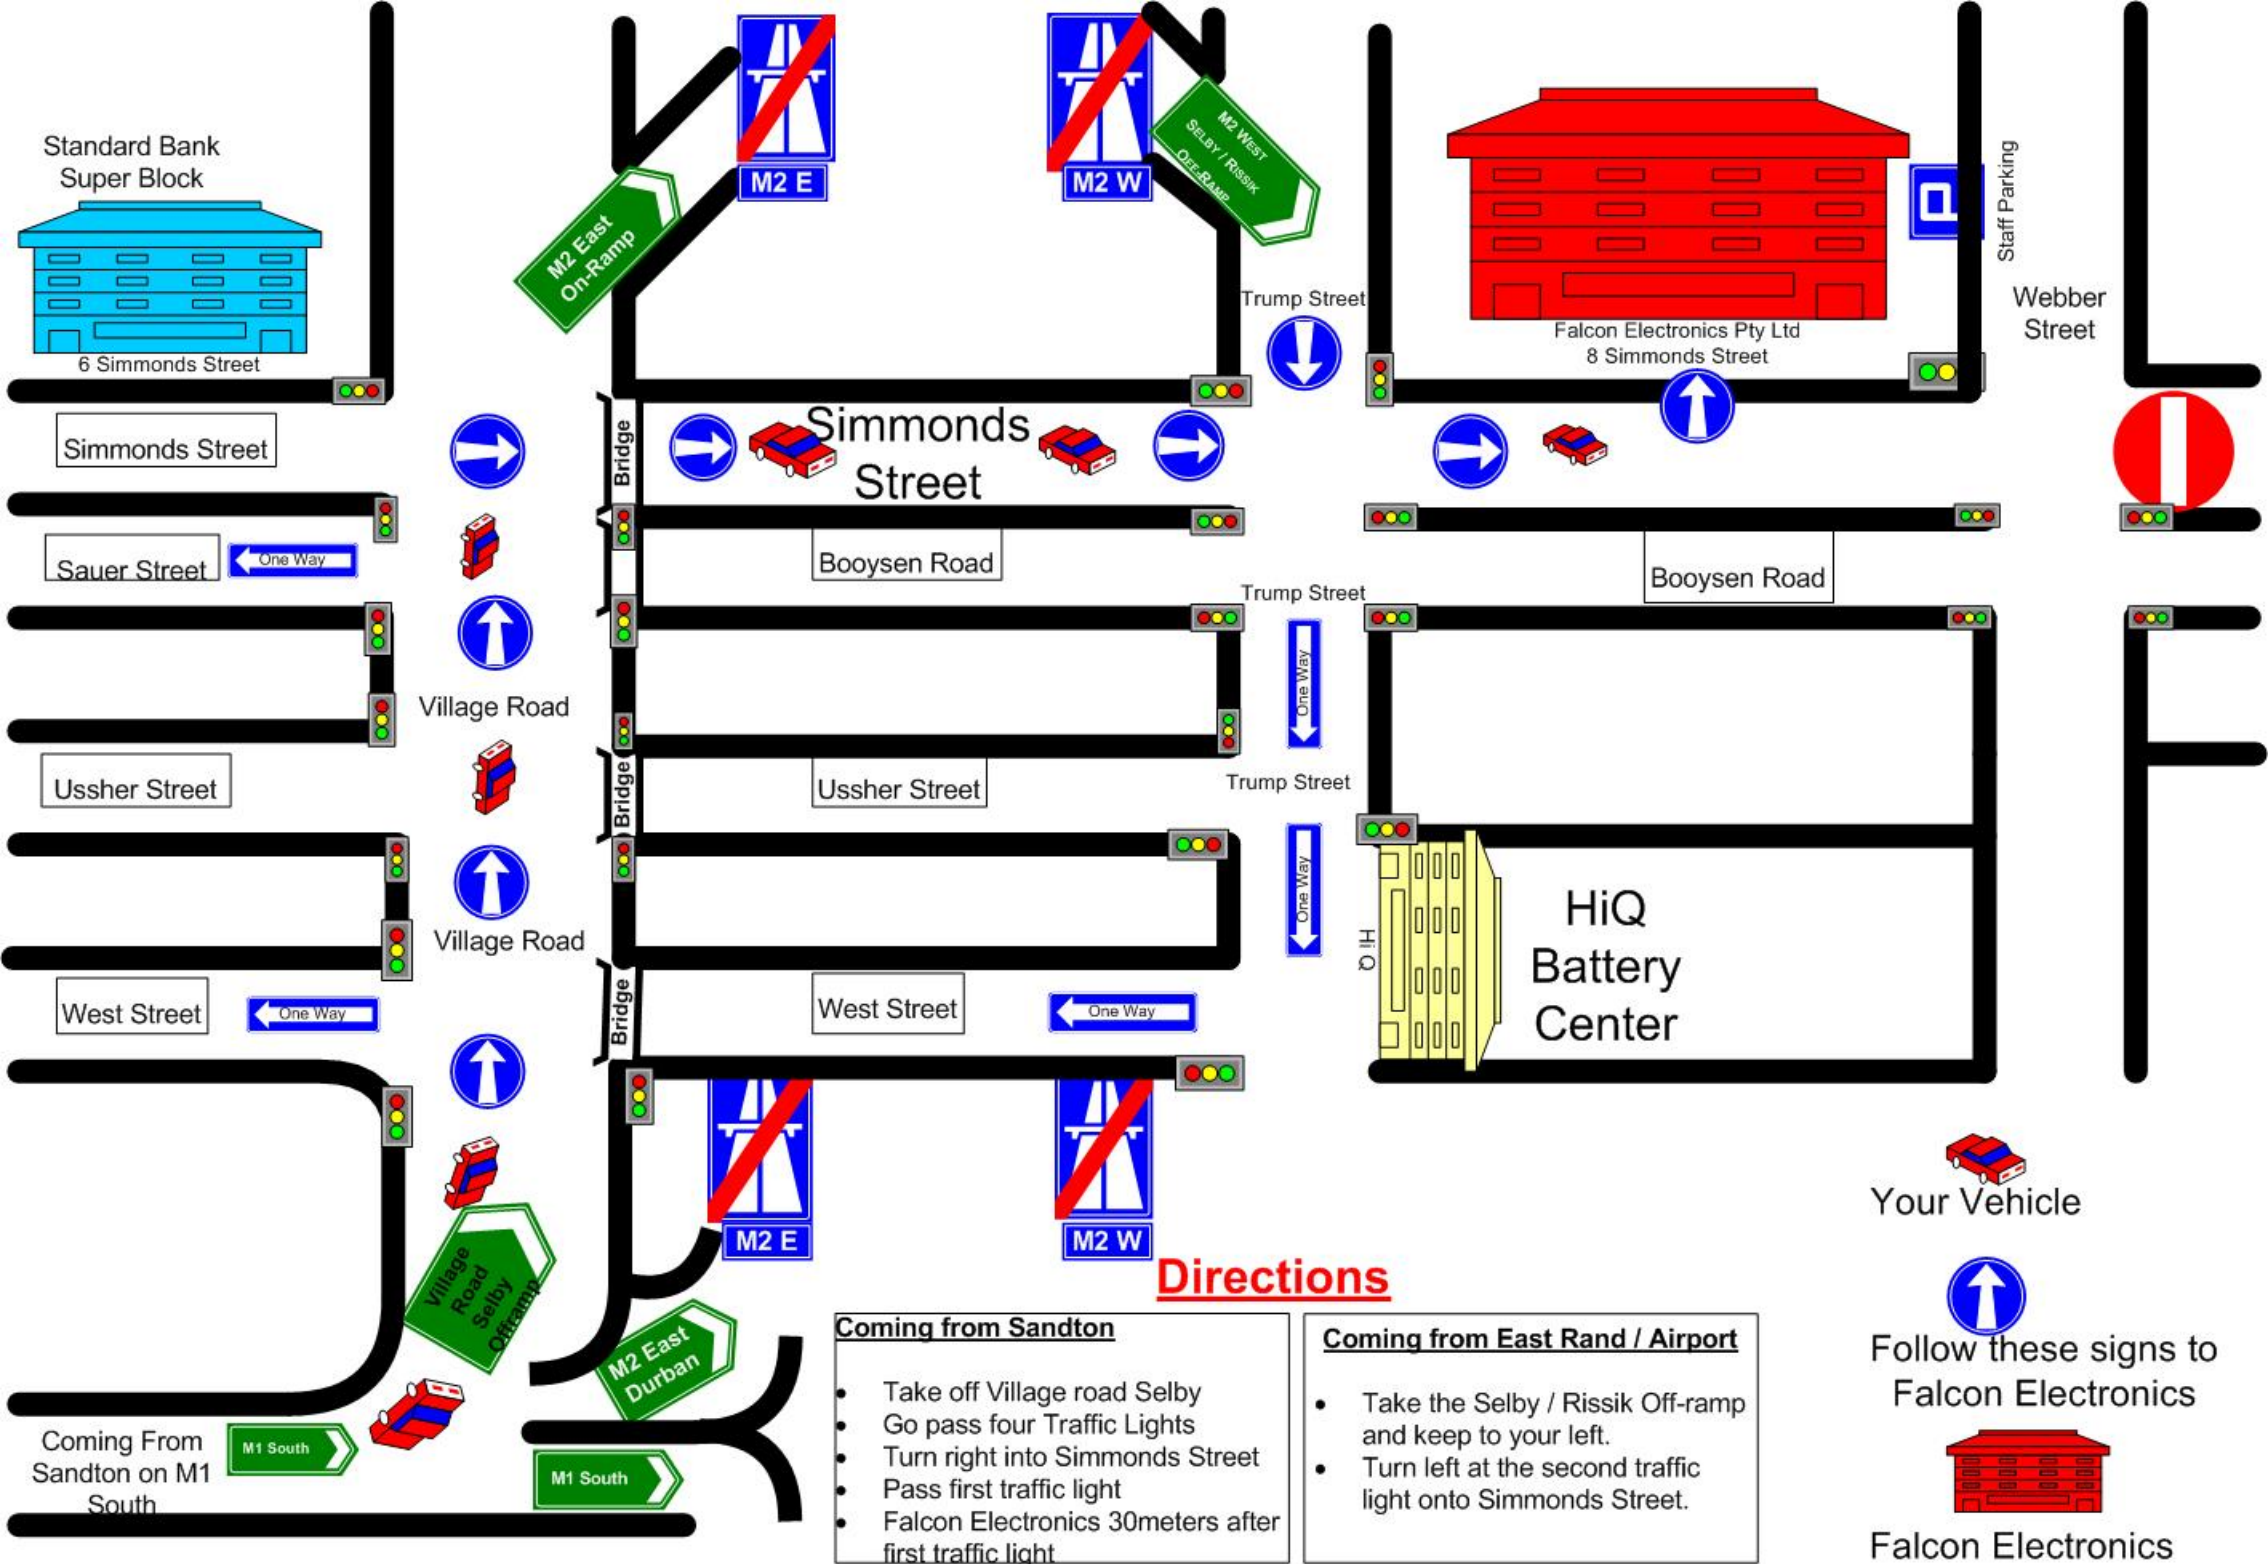 M2 E
M2 W
M2 WEST
SELBY / RISSIK
OFF-RAMP
Standard Bank
Super Block
6 Simmonds Street
M2 East
On-Ramp
Trump Street
Falcon Electronics Pty Ltd
8 Simmonds Street
Staff Parking
Webber
Street
Simmonds Street
Bridge
Simmonds
Street
Sauer Street
One Way
Booysen Road
Booysen Road
Trump Street
One Way
Village Road
Ussher Street
Bridge
Ussher Street
Trump Street
One Way
Village Road
Hi Q
HiQ
Battery
Center
West Street
One Way
Bridge
West Street
One Way
Village
Road
Selby
Offramp
M2 E
M2 W
Your Vehicle
Follow these signs to
Falcon Electronics
Falcon Electronics
M2 East
Durban
Coming From
Sandton on M1
South
M1 South
M1 South
Directions
Coming from Sandton
• Take off Village road Selby
• Go pass four Traffic Lights
• Turn right into Simmonds Street
• Pass first traffic light
• Falcon Electronics 30meters after
first traffic light
Coming from East Rand / Airport
• Take the Selby / Rissik Off-ramp
and keep to your left.
• Turn left at the second traffic
light onto Simmonds Street.